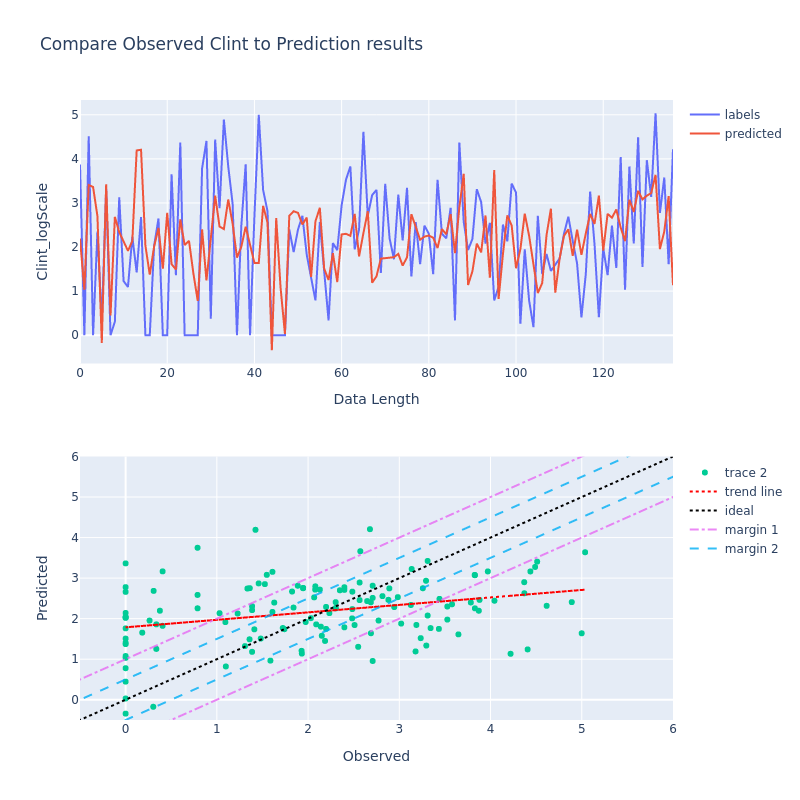 Compare Observed Clint to Prediction results
5
4
3
2
1
0
Clint_logScale
0 20 40 60 80 100 120
Data Length
labels
predicted
6
5
4
3
2
1
0
Predicted
0 1 2 3 4 5 6
Observed
trace 2
trend line
ideal
margin 1
margin 2